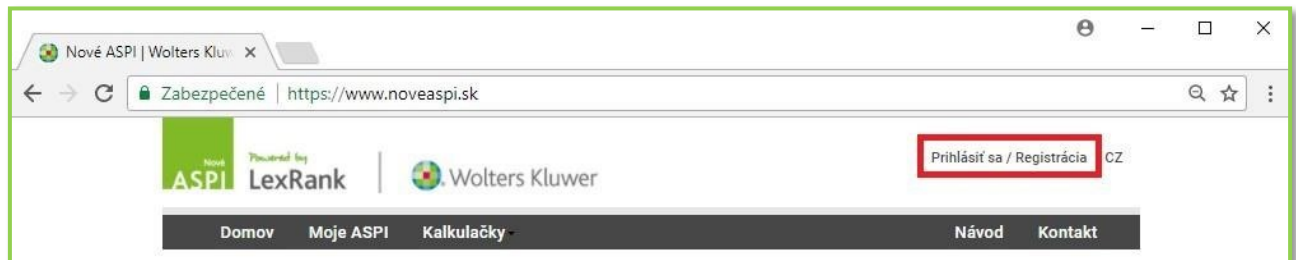 Nové ASPI | Wolters Kluw
Zabezpečené | https://www.noveaspi.sk
Nové
ASPI
Powered by
LexRank
Wolters Kluwer
Prihlásiť sa / Registrácia CZ
Domov Moje ASPI Kalkulačky Návod Kontakt